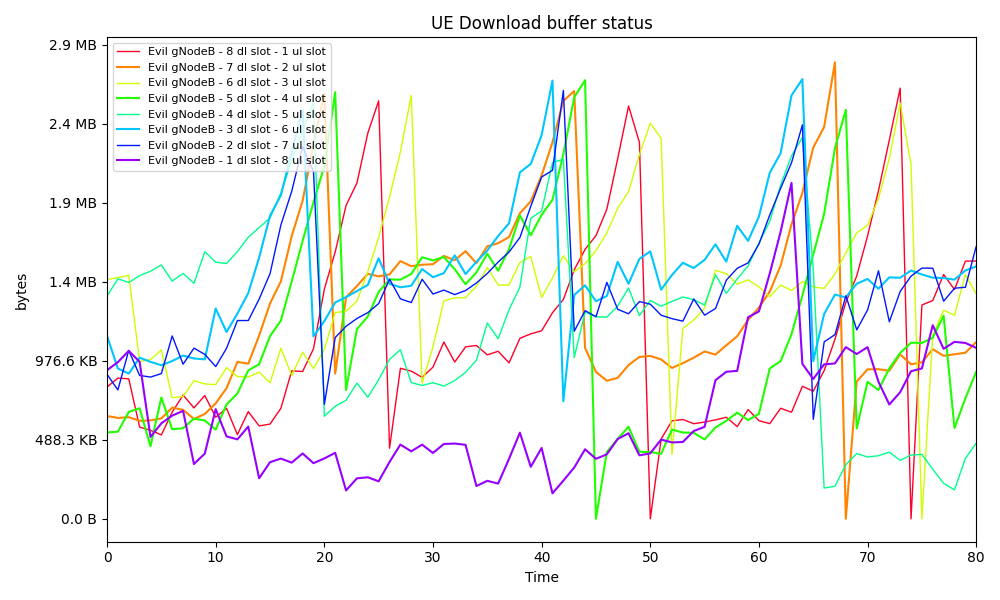 UE Download buffer status
2.9 MB
2.4 MB
1.9 MB
1.4 MB
976.6 KB
488.3 KB
0.0 B
bytes
Evil gNodeB - 8 dl slot - 1 ul slot
Evil gNodeB - 7 dl slot - 2 ul slot
Evil gNodeB - 6 dl slot - 3 ul slot
Evil gNodeB - 5 dl slot - 4 ul slot
Evil gNodeB - 4 dl slot - 5 ul slot
Evil gNodeB - 3 dl slot - 6 ul slot
Evil gNodeB - 2 dl slot - 7 ul slot
Evil gNodeB - 1 dl slot - 8 ul slot
0 10 20 30 40 50 60 70 80
Time